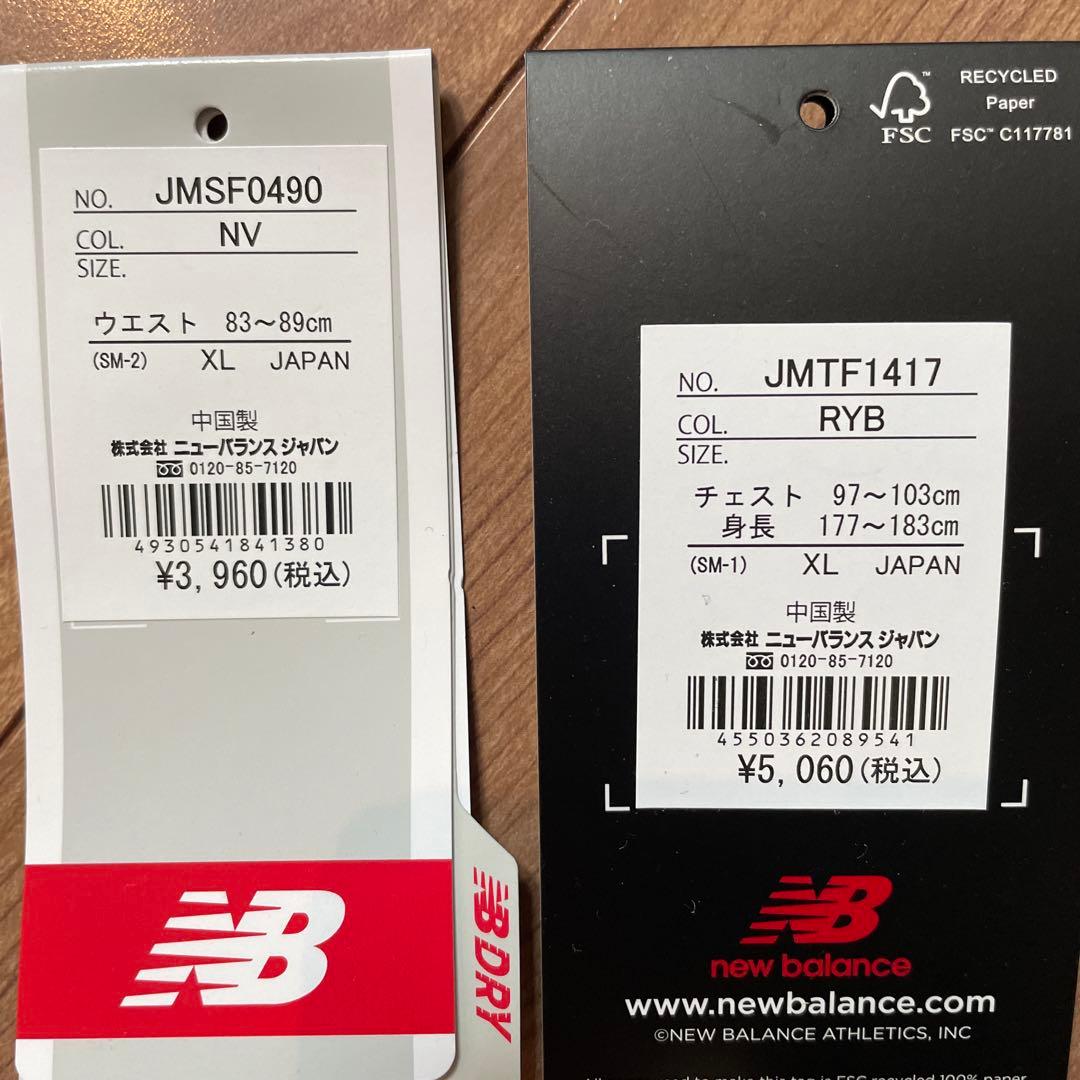 NO. JMSF0490
COL. NV
SIZE.
ウエスト 83～89cm
(SM-2) XL JAPAN
中国製
株式会社 ニューバランス ジャパン
0120-85-7120
4930541841380
¥3,960(税込)
NB
NB DRY
FSC™
RECYCLED
Paper
FSC™ C117781
NO. JMTF1417
COL. RYB
SIZE.
チェスト 97～103cm
身長 177～183cm
(SM-1) XL JAPAN
中国製
株式会社 ニューバランス ジャパン
0120-85-7120
4550362089541
¥5,060(税込)
NB
new balance
www.newbalance.com
©NEW BALANCE ATHLETICS, INC